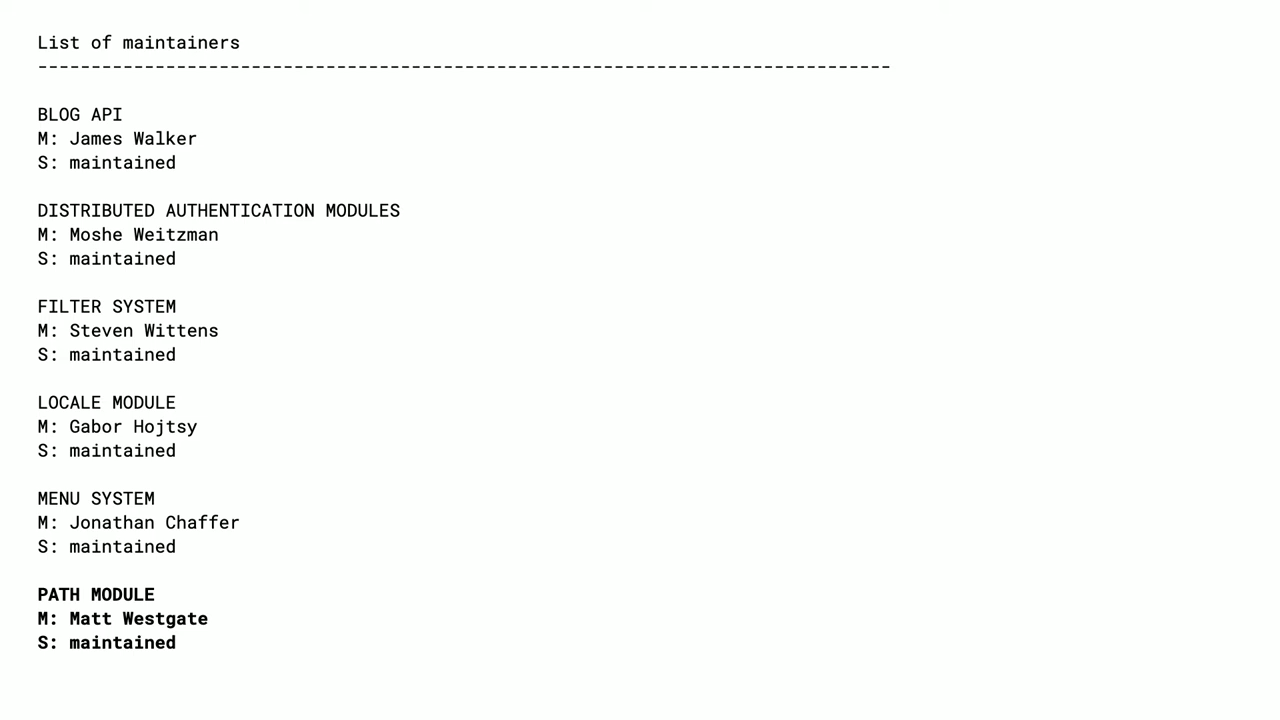 List of maintainers
--------------------------------------------------------------------------------
BLOG API
M: James Walker
S: maintained
DISTRIBUTED AUTHENTICATION MODULES
M: Moshe Weitzman
S: maintained
FILTER SYSTEM
M: Steven Wittens
S: maintained
LOCALE MODULE
M: Gabor Hojtsy
S: maintained
MENU SYSTEM
M: Jonathan Chaffer
S: maintained
PATH MODULE
M: Matt Westgate
S: maintained